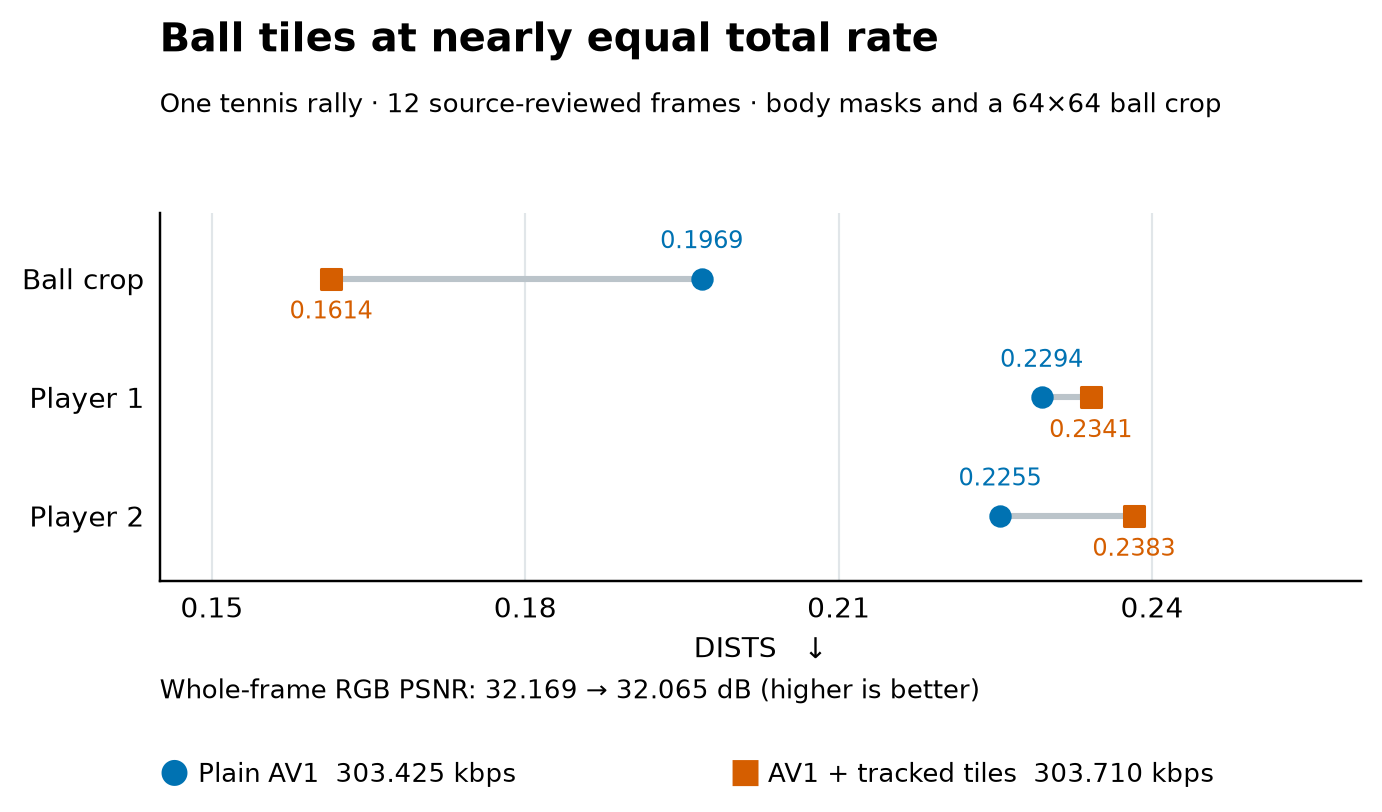 Ball tiles at nearly equal total rate
One tennis rally · 12 source-reviewed frames · body masks and a 64×64 ball crop
0.1969
Ball crop
0.1614
0.2294
Player 1
0.2341
0.2255
Player 2
0.2383
0.15 0.18 0.21 0.24
DISTS ↓
Whole-frame RGB PSNR: 32.169 → 32.065 dB (higher is better)
Plain AV1 303.425 kbps
AV1 + tracked tiles 303.710 kbps